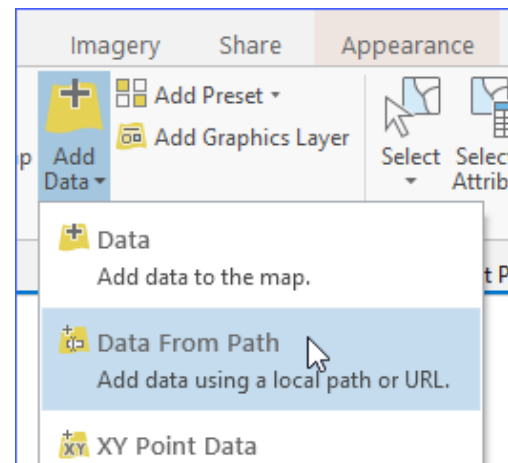 Imagery Share Appearance
Add Preset
Add Graphics Layer
Add
Data
Select
Data
Add data to the map.
Data From Path
Add data using a local path or URL.
XY Point Data